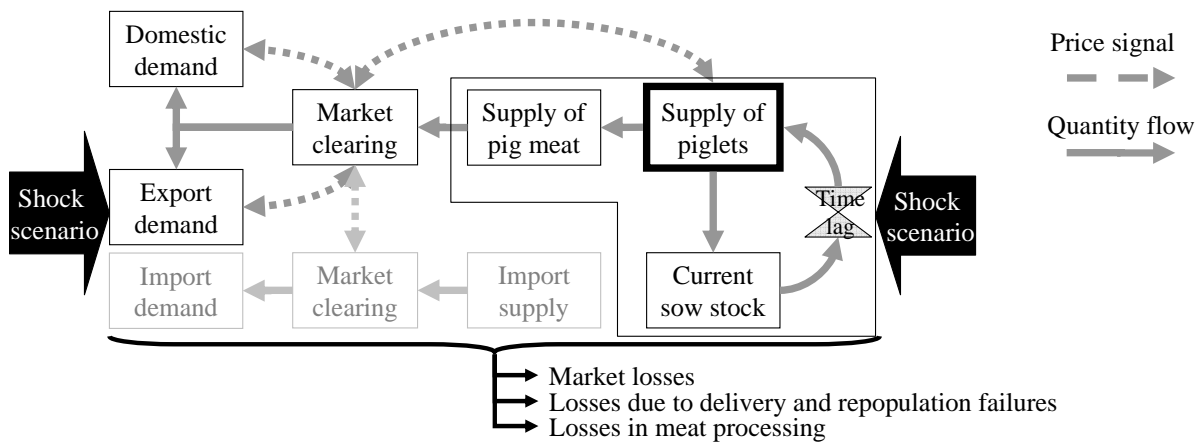 Domestic
demand
Market
clearing
Supply of
pig meat
Supply of
piglets
Price signal
Quantity flow
Shock
scenario
Export
demand
Time
lag
Shock
scenario
Import
demand
Market
clearing
Import
supply
Current
sow stock
Market losses
Losses due to delivery and repopulation failures
Losses in meat processing